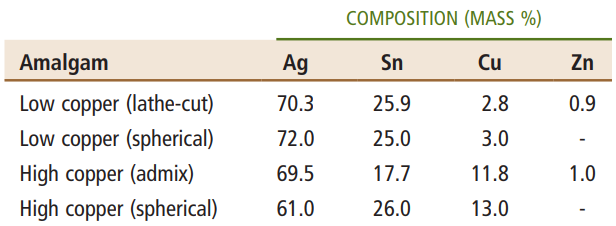 COMPOSITION (MASS %)
Amalgam Ag Sn Cu Zn
Low copper (lathe-cut) 70.3 25.9 2.8 0.9
Low copper (spherical) 72.0 25.0 3.0 -
High copper (admix) 69.5 17.7 11.8 1.0
High copper (spherical) 61.0 26.0 13.0 -